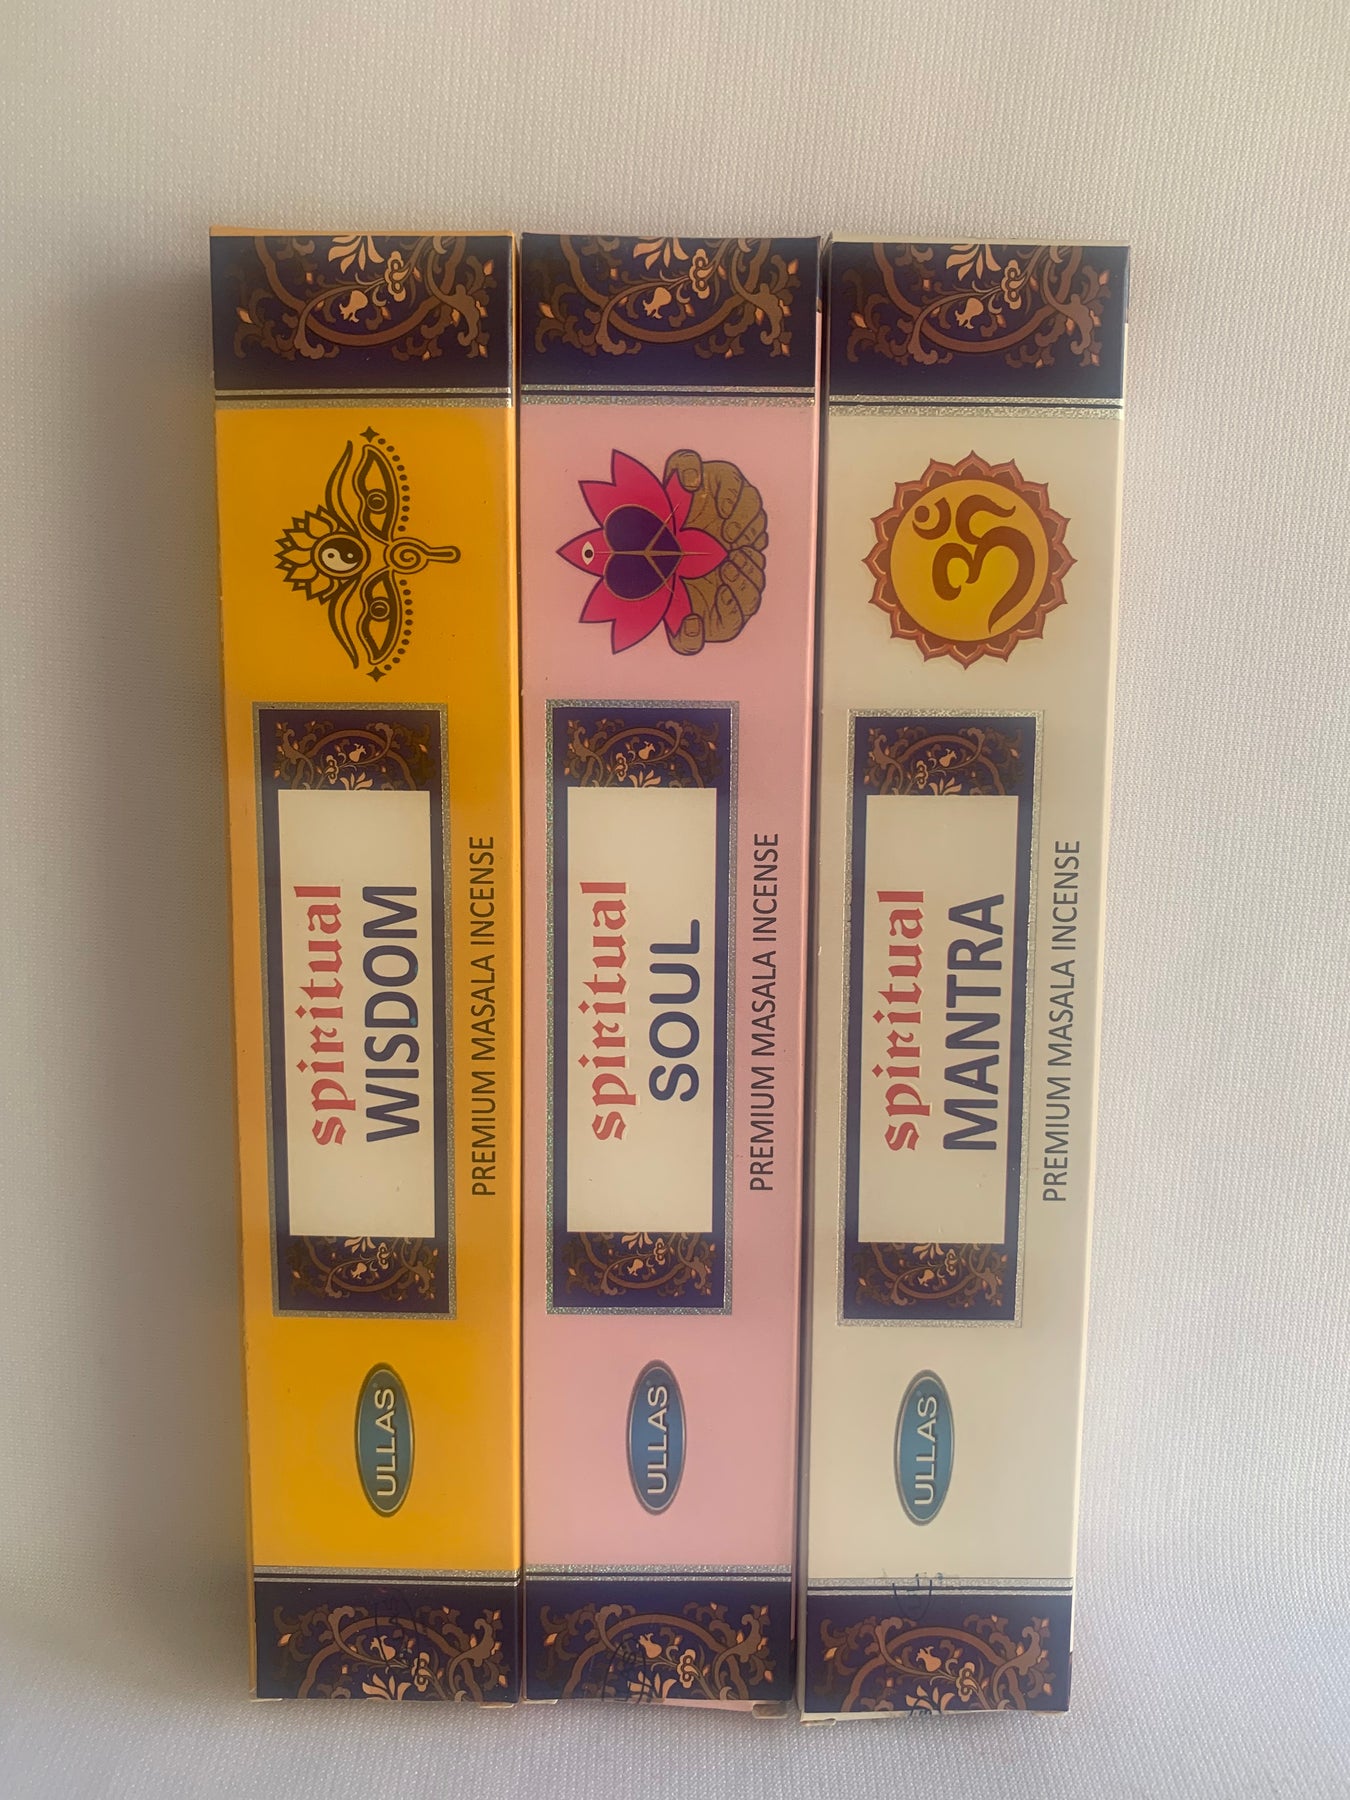 spiritual
WISDOM
PREMIUM MASALA INCENSE
ULLAS
spiritual
SOUL
PREMIUM MASALA INCENSE
ULLAS
ॐ
spiritual
MANTRA
PREMIUM MASALA INCENSE
ULLAS